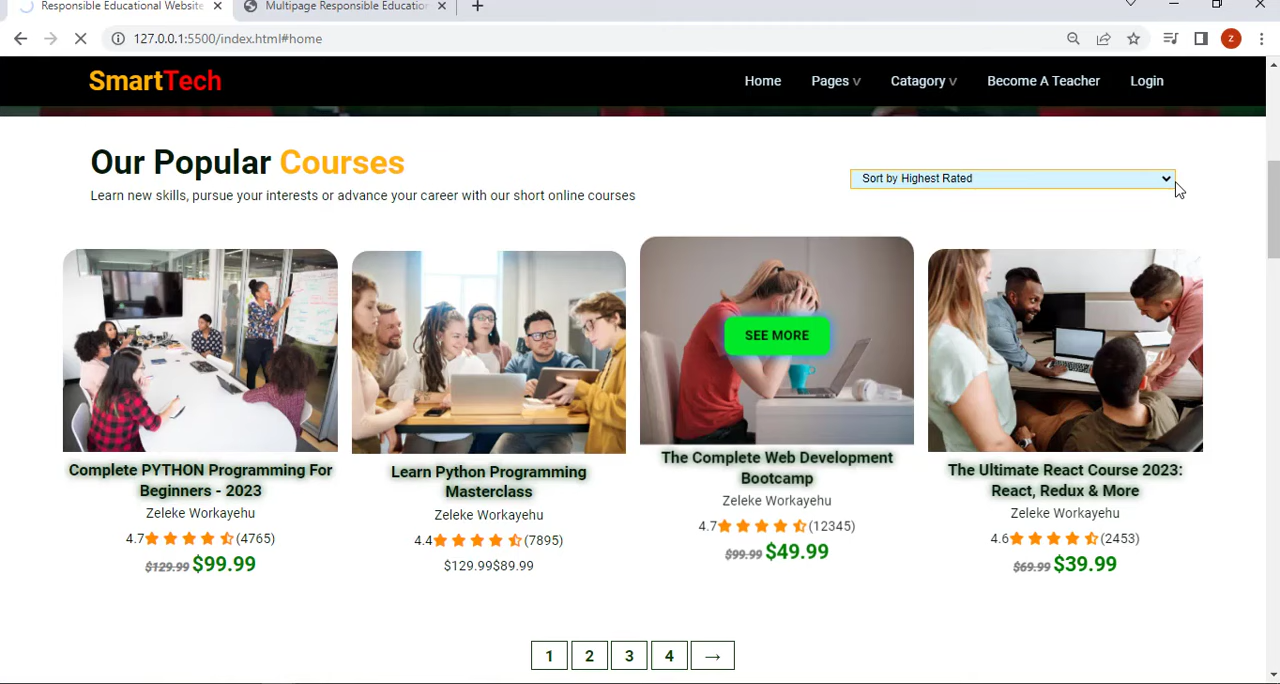 Responsible Educational Website
Multipage Responsible Education
127.0.0.1:5500/index.html#home
z
SmartTech
Home Pages v Catagory v Become A Teacher Login
Our Popular Courses
Learn new skills, pursue your interests or advance your career with our short online courses
Sort by Highest Rated
SEE MORE
Complete PYTHON Programming For
Beginners - 2023
Zeleke Workayehu
4.7 (4765)
$129.99 $99.99
Learn Python Programming
Masterclass
Zeleke Workayehu
4.4 (7895)
$129.99$89.99
The Complete Web Development
Bootcamp
Zeleke Workayehu
4.7 (12345)
$99.99 $49.99
The Ultimate React Course 2023:
React, Redux & More
Zeleke Workayehu
4.6 (2453)
$69.99 $39.99
1 2 3 4 →